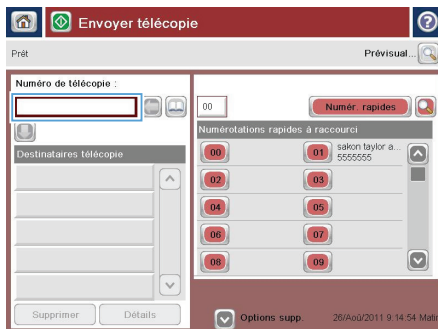 Envoyer télécopie
Prêt
Prévisual...
Numéro de télécopie :
00
Numér. rapides
Numérotations rapides à raccourci
00
01 sakon taylor a...
5555555
Destinataires télécopie
02
03
04
05
06
07
08
09
Supprimer
Détails
Options supp.
26/Aoû/2011 9:14:54 Matin